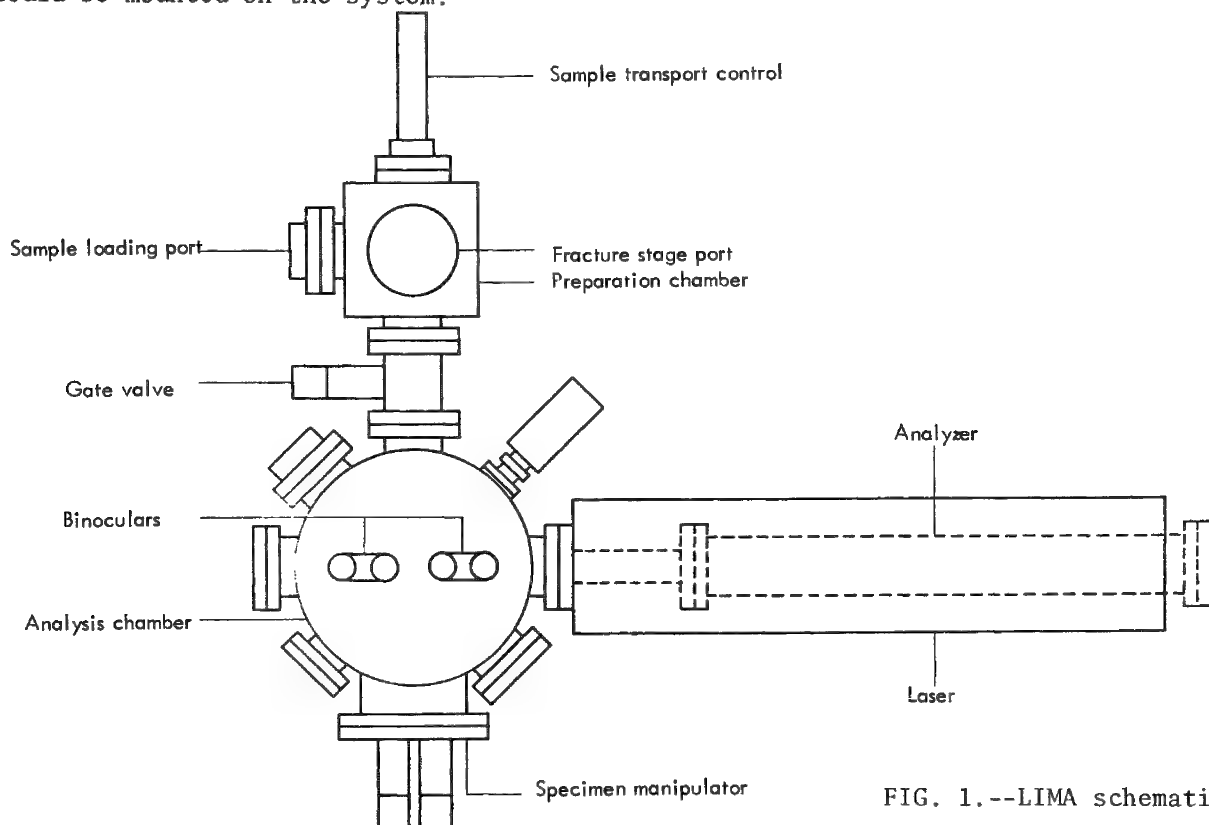 Sample transport control
Sample loading port
Fracture stage port
Preparation chamber
Gate valve
Analyzer
Binoculars
Analysis chamber
Laser
Specimen manipulator
FIG. 1.--LIMA schemati